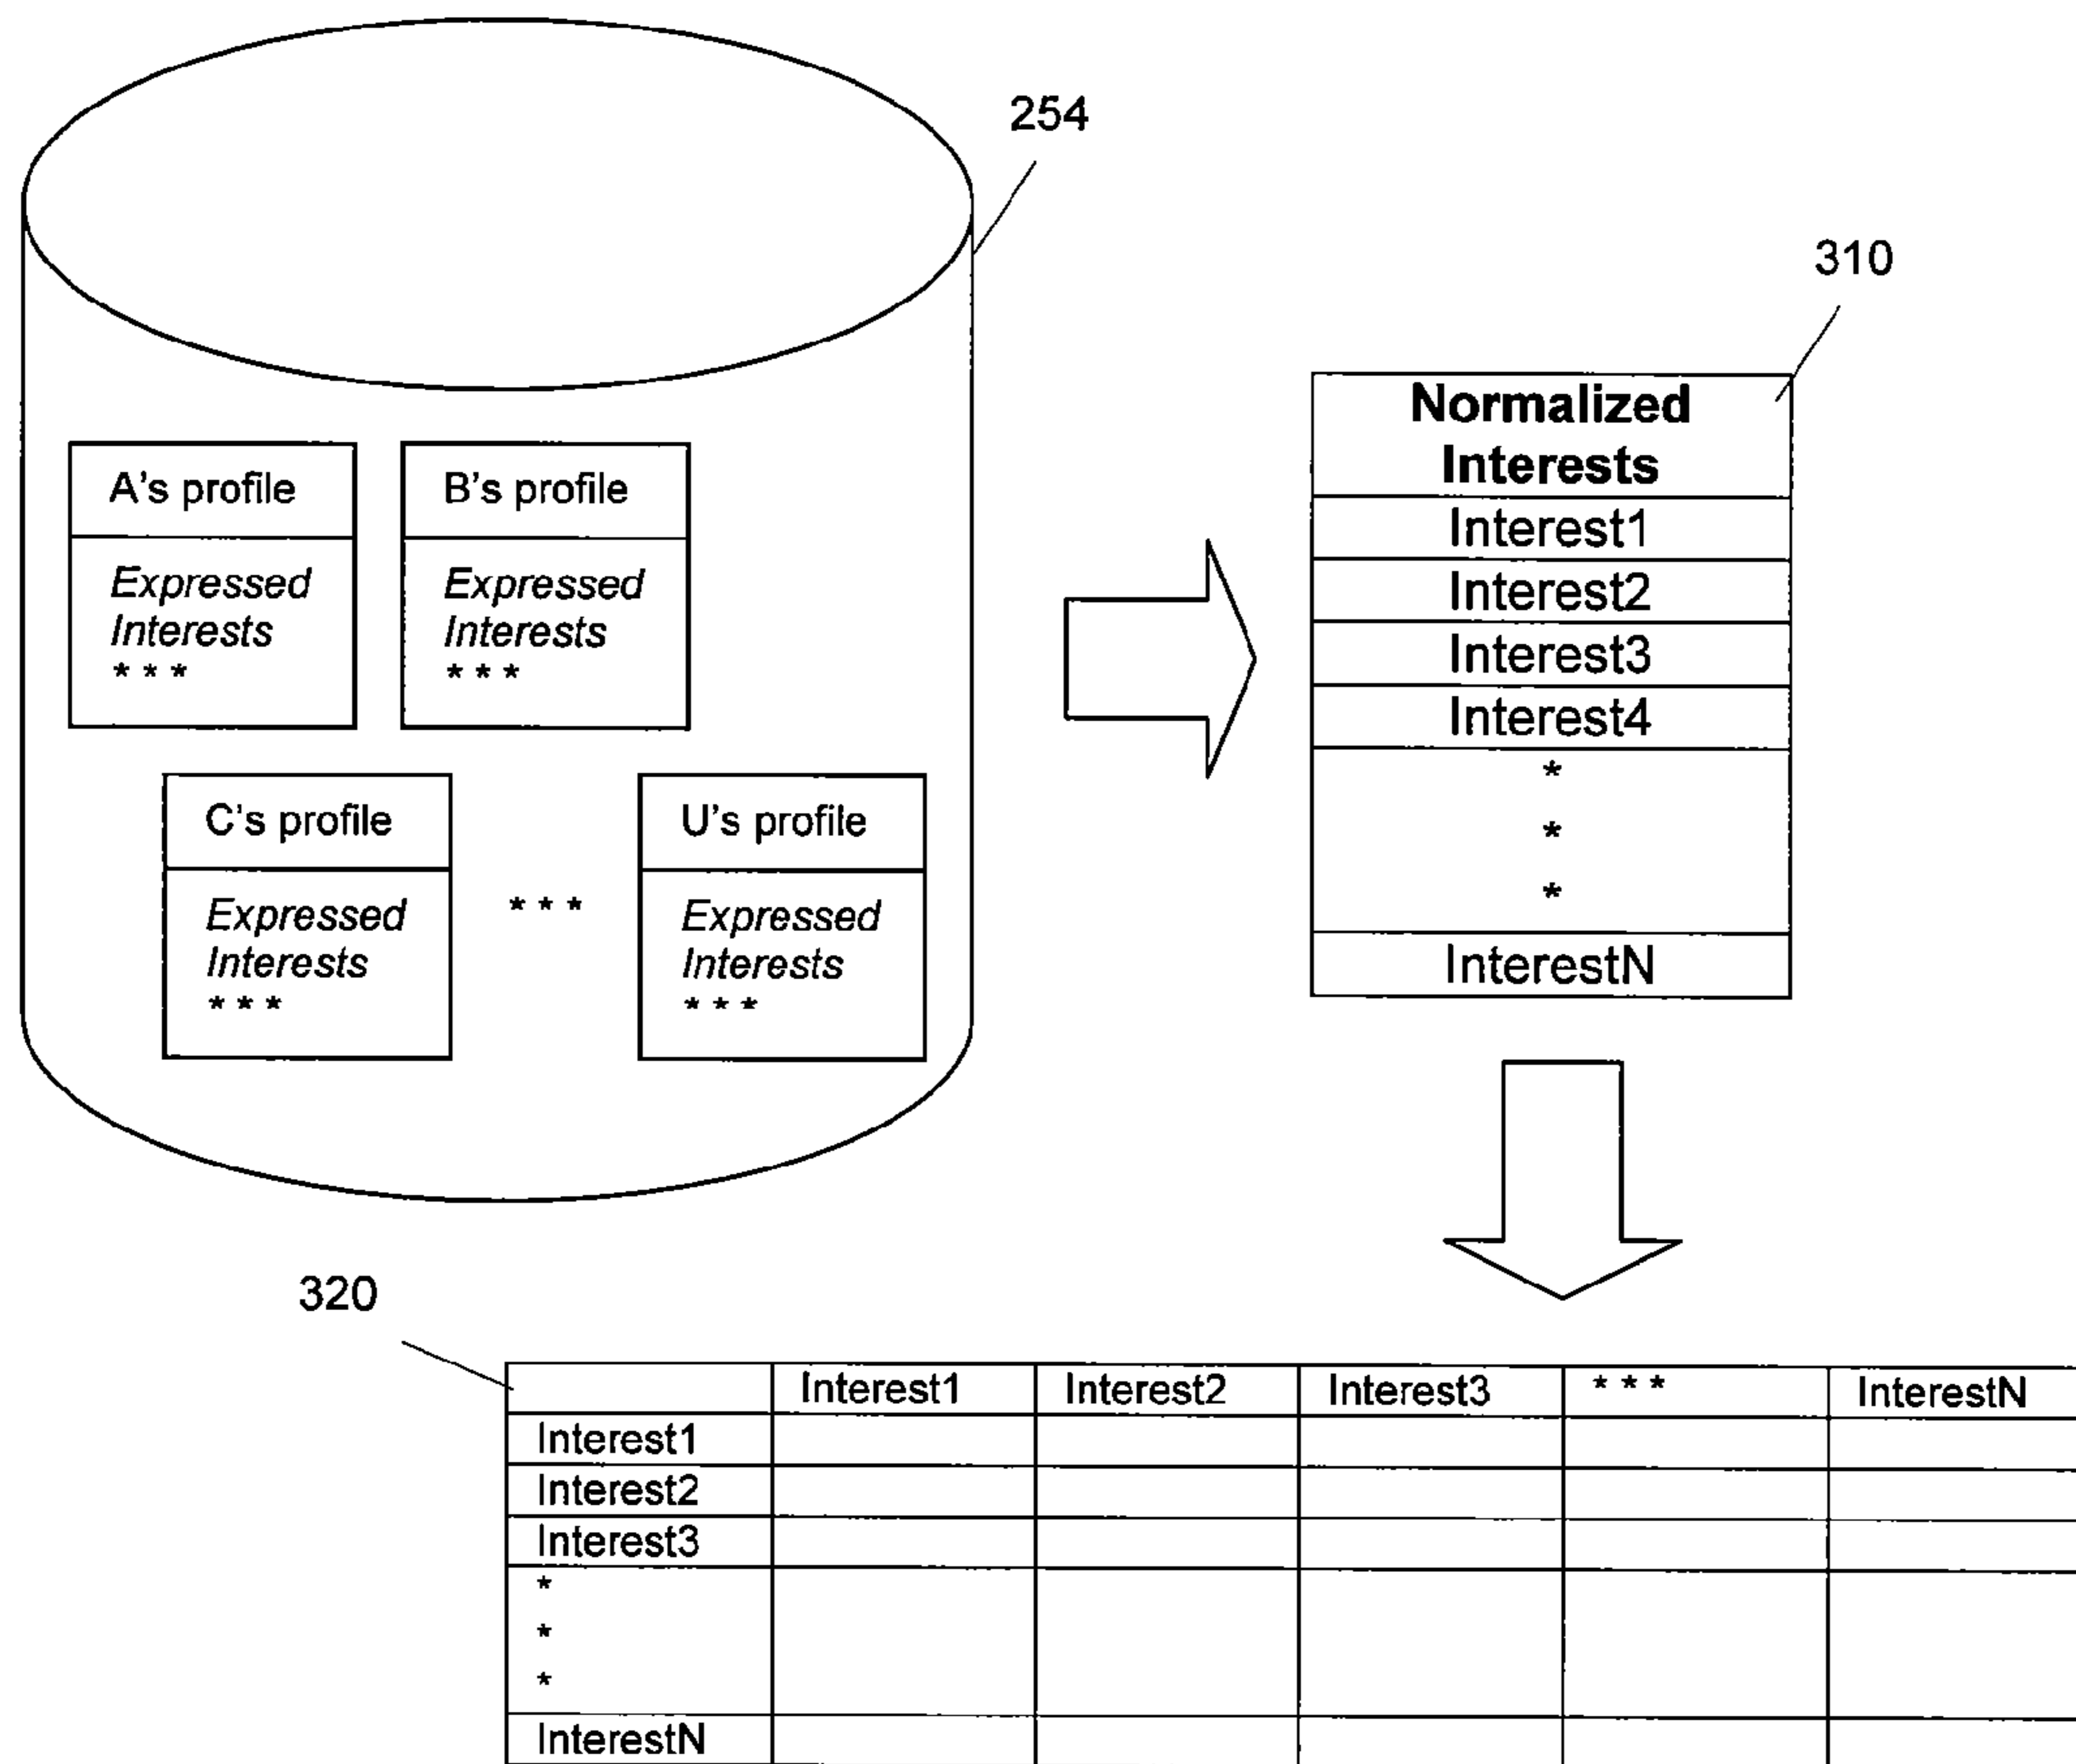 254
310
A's profile
Expressed
Interests
* * *
B's profile
Expressed
Interests
* * *
C's profile
Expressed
Interests
* * *
* * *
U's profile
Expressed
Interests
* * *
Normalized
Interests
Interest1
Interest2
Interest3
Interest4
*
*
*
InterestN
320
Interest1 Interest2 Interest3 * * * InterestN
Interest1
Interest2
Interest3
*
*
*
InterestN